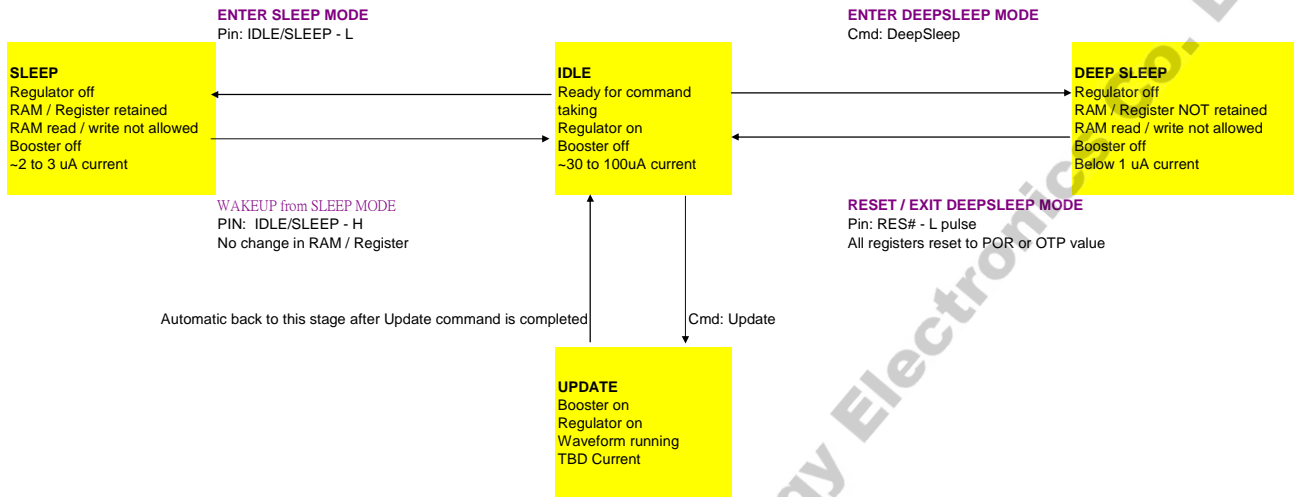 ENTER SLEEP MODE
Pin: IDLE/SLEEP - L
ENTER DEEPSLEEP MODE
Cmd: DeepSleep
SLEEP
Regulator off
RAM / Register retained
RAM read / write not allowed
Booster off
~2 to 3 uA current
IDLE
Ready for command
taking
Regulator on
Booster off
~30 to 100uA current
DEEP SLEEP
Regulator off
RAM / Register NOT retained
RAM read / write not allowed
Booster off
Below 1 uA current
WAKEUP from SLEEP MODE
PIN: IDLE/SLEEP - H
No change in RAM / Register
RESET / EXIT DEEPSLEEP MODE
Pin: RES# - L pulse
All registers reset to POR or OTP value
Automatic back to this stage after Update command is completed
Cmd: Update
UPDATE
Booster on
Regulator on
Waveform running
TBD Current
Electronics Co.